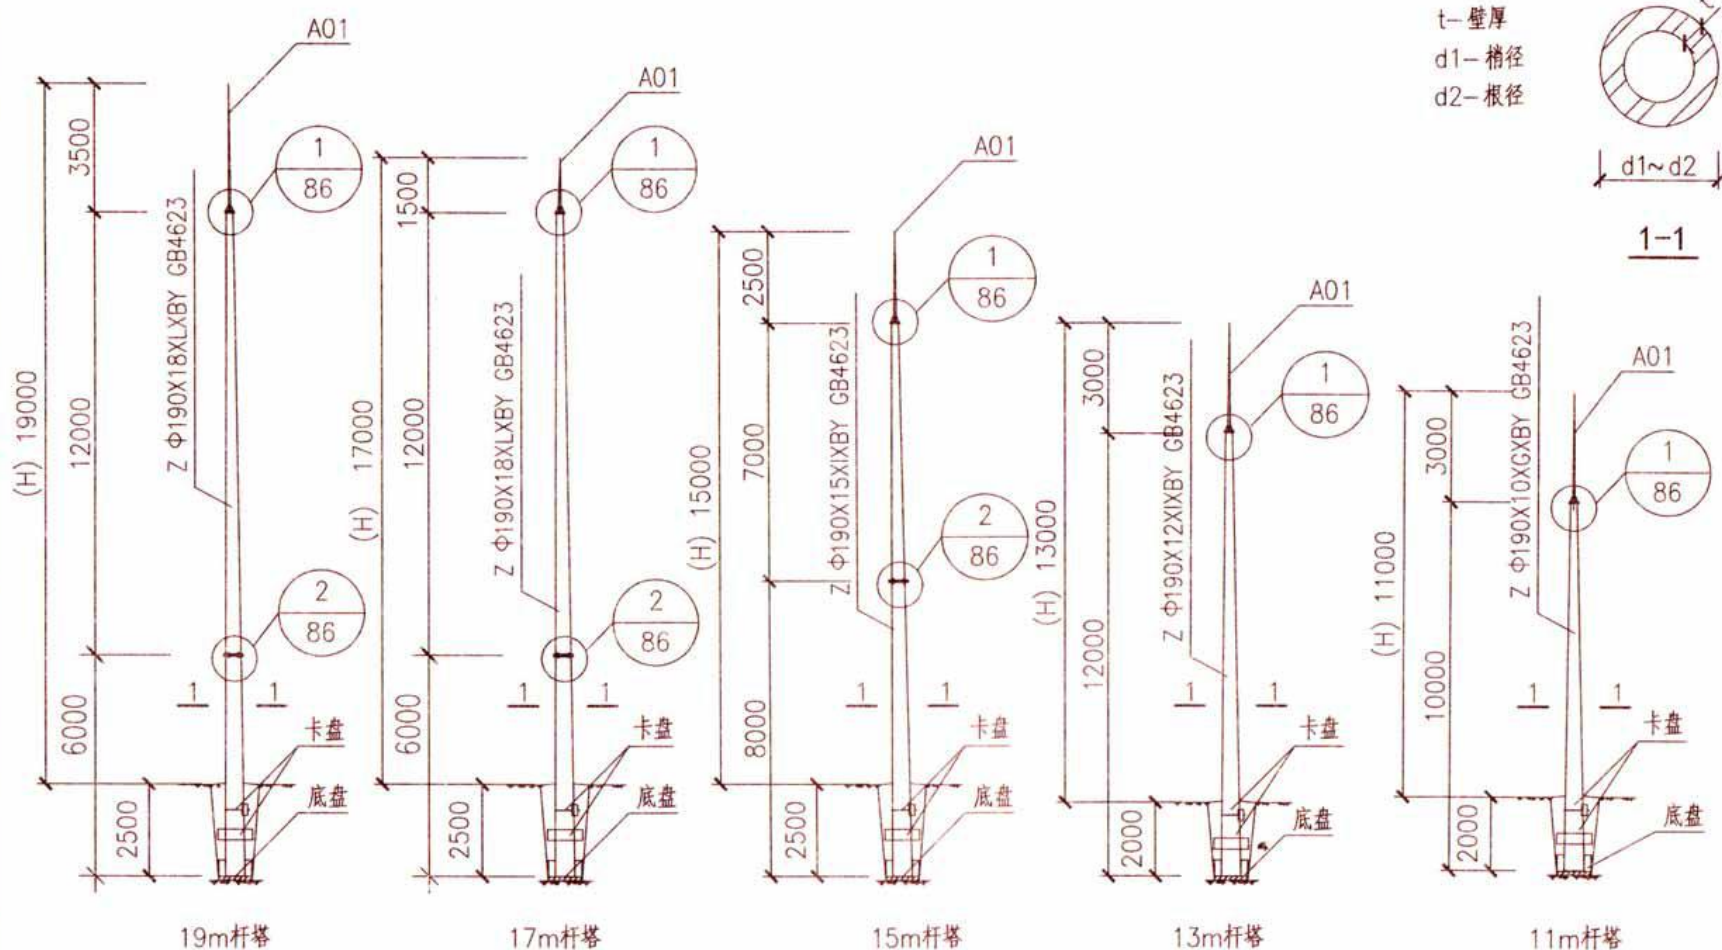 t-壁厚
d1-梢径
d2-根径
t
d1~d2
1-1
A01
3500
12000
6000
2500
(H) 19000
Z Φ190X18XLXBY GB4623
1
86
2
86
1 1
卡盘
底盘
19m杆塔
A01
1500
12000
6000
2500
(H) 17000
Z Φ190X18XLXBY GB4623
1
86
2
86
1 1
卡盘
底盘
17m杆塔
A01
2500
7000
8000
2500
(H) 15000
Z Φ190X15XIXBY GB4623
1
86
2
86
1 1
卡盘
底盘
15m杆塔
A01
3000
12000
2000
(H) 13000
Z Φ190X12XIXBY GB4623
1
86
1 1
卡盘
底盘
13m杆塔
A01
3000
10000
2000
(H) 11000
Z Φ190X10XGXBY GB4623
1
86
1 1
卡盘
底盘
11m杆塔